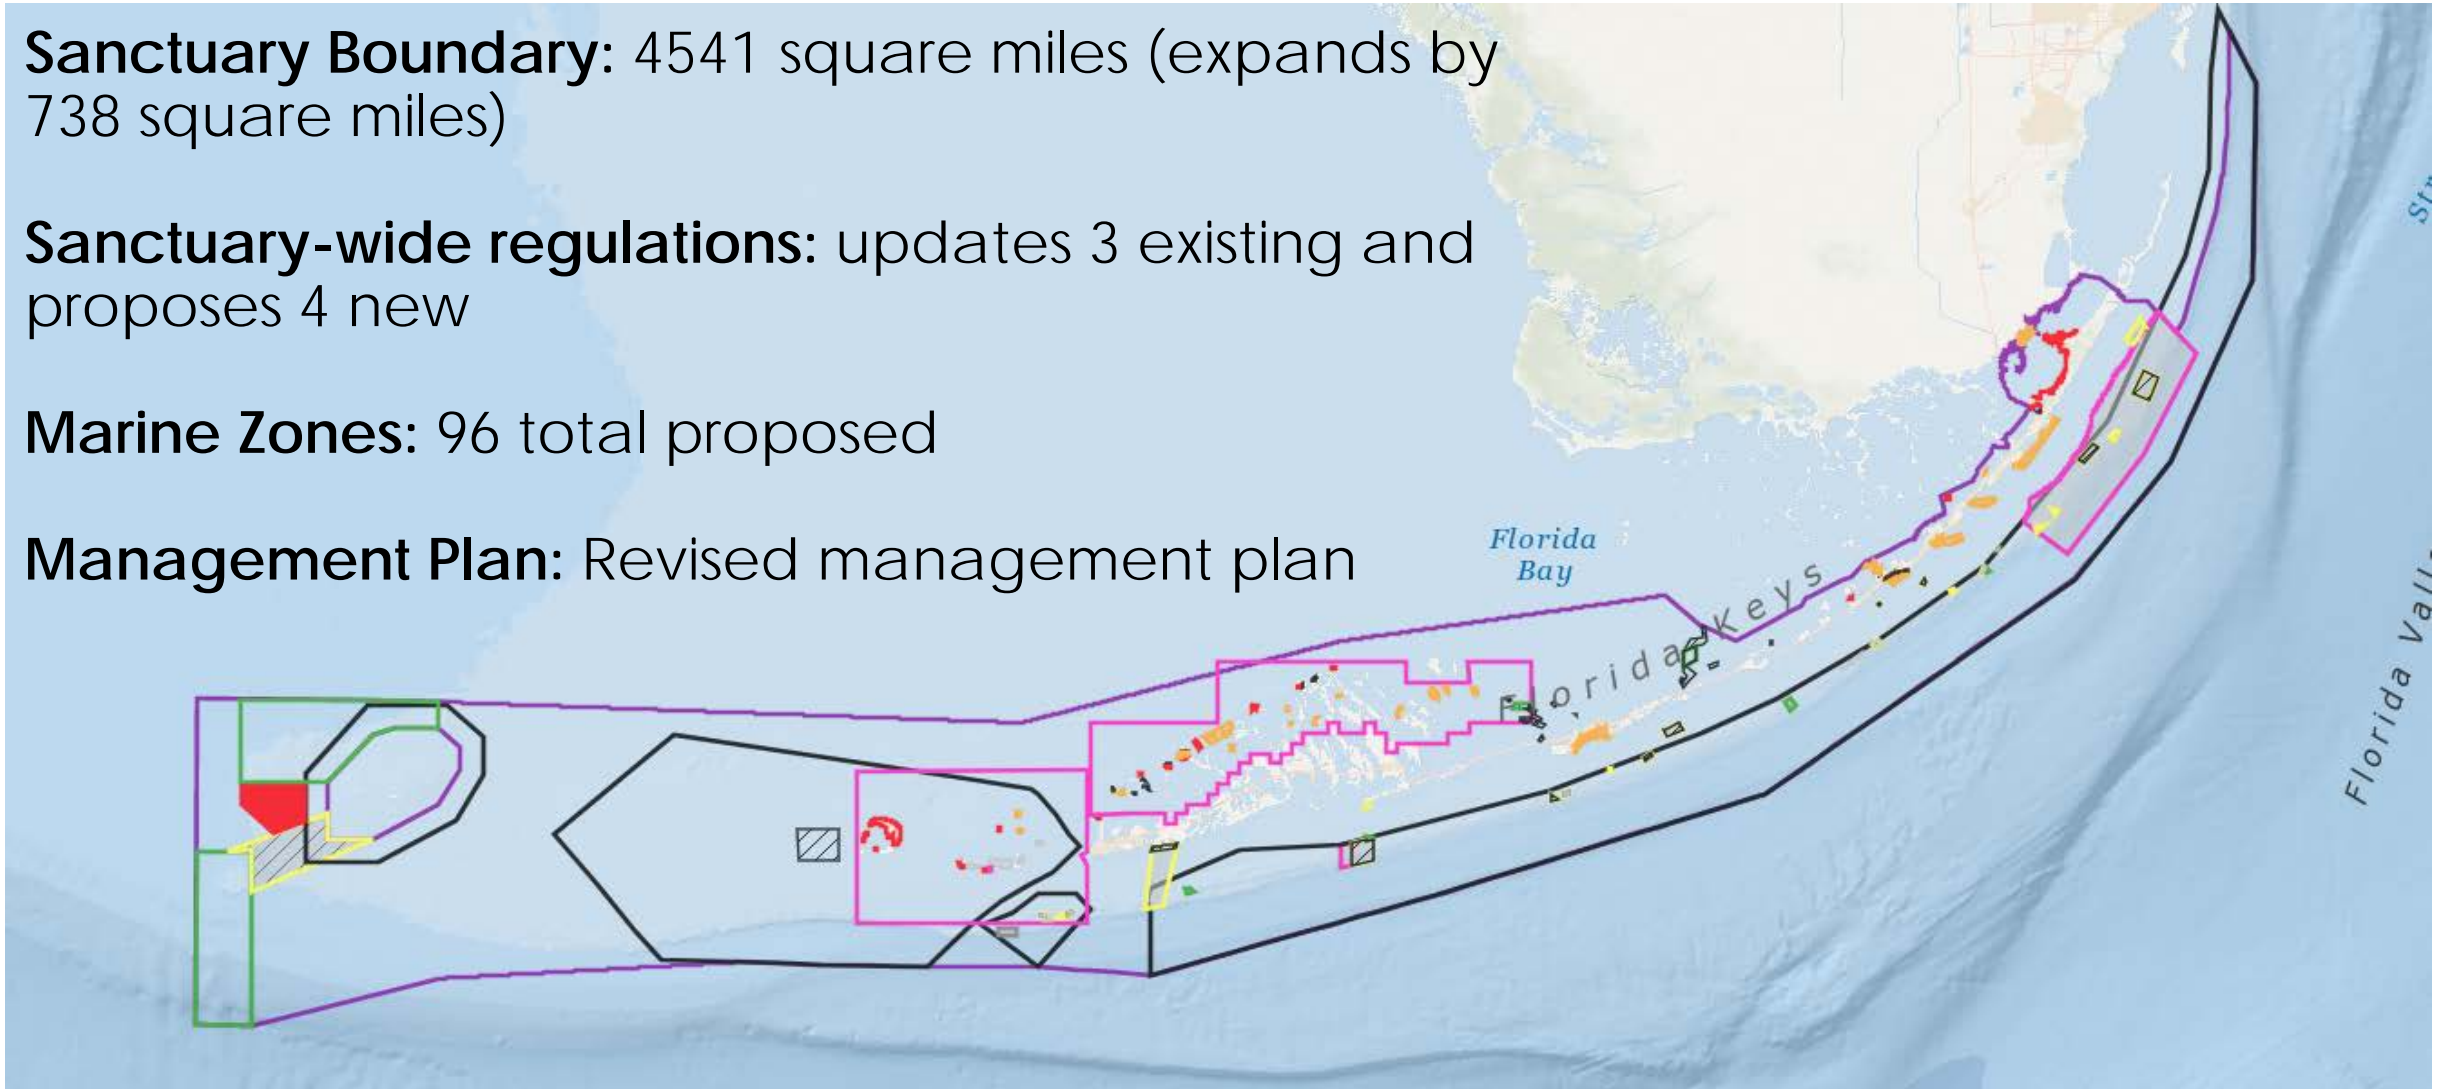 Sanctuary Boundary: 4541 square miles (expands by
738 square miles)
Sanctuary-wide regulations: updates 3 existing and
proposes 4 new
Marine Zones: 96 total proposed
Management Plan: Revised management plan
Florida
Bay
Florida Keys
Florida